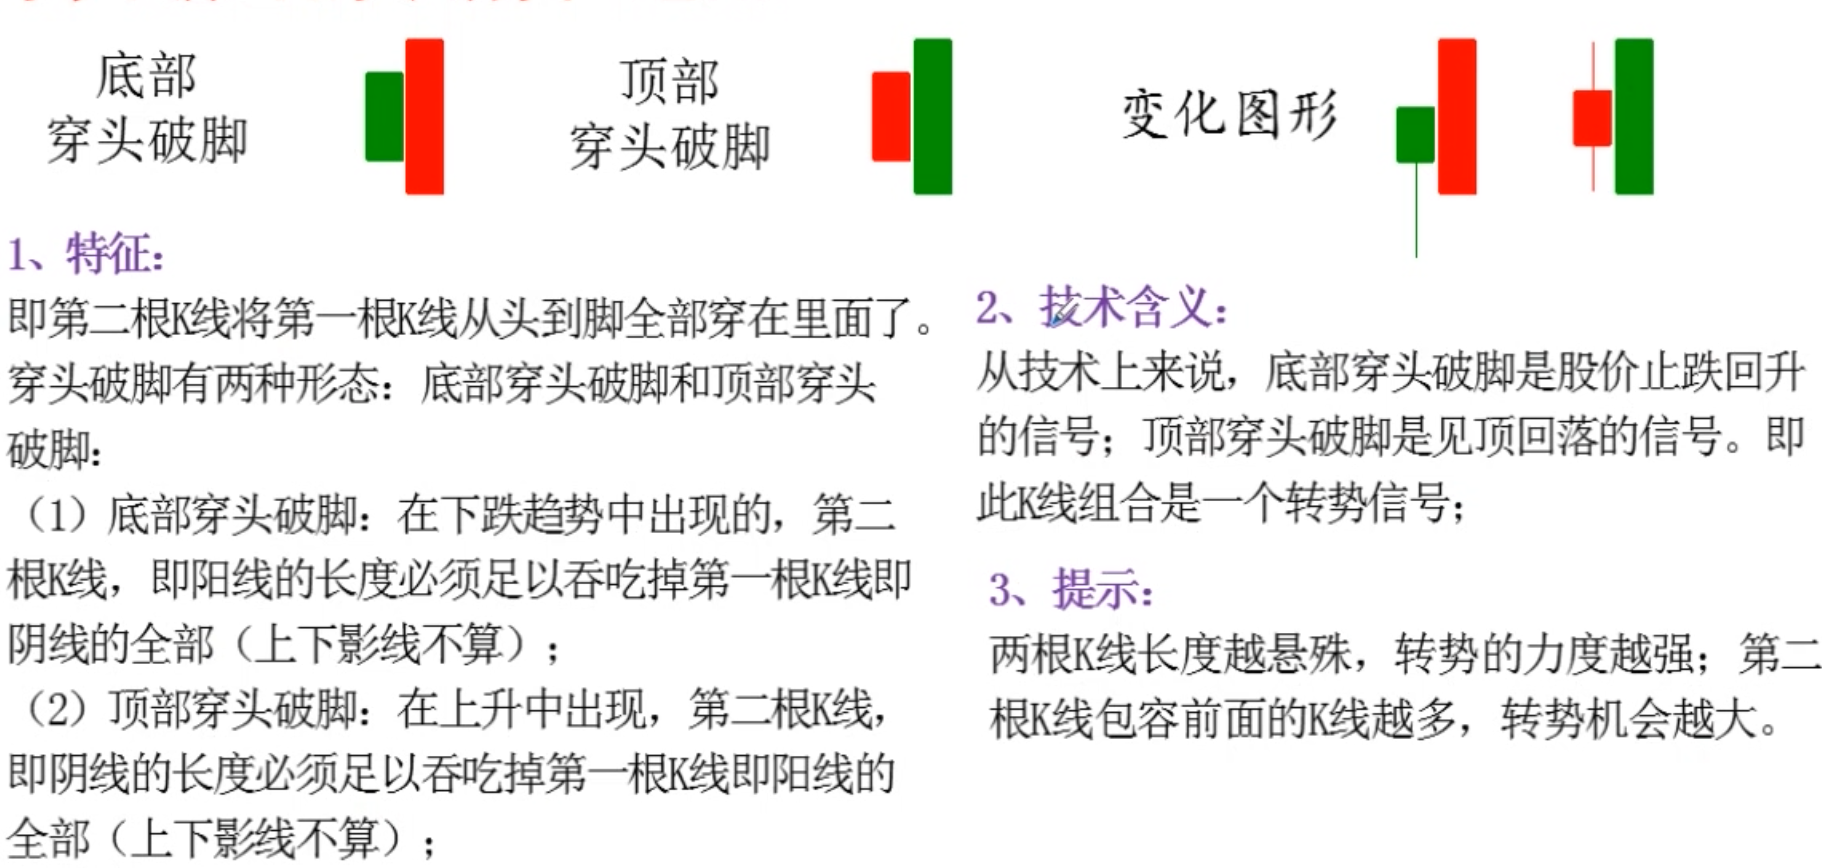 底部
穿头破脚
顶部
穿头破脚
变化图形
1、特征：
即第二根K线将第一根K线从头到脚全部穿在里面了。
穿头破脚有两种形态：底部穿头破脚和顶部穿头
破脚：
（1）底部穿头破脚：在下跌趋势中出现的，第二
根K线，即阳线的长度必须足以吞吃掉第一根K线即
阴线的全部（上下影线不算）；
（2）顶部穿头破脚：在上升中出现，第二根K线，
即阴线的长度必须足以吞吃掉第一根K线即阳线的
全部（上下影线不算）；
2、技术含义：
从技术上来说，底部穿头破脚是股价止跌回升
的信号；顶部穿头破脚是见顶回落的信号。即
此K线组合是一个转势信号；
3、提示：
两根K线长度越悬殊，转势的力度越强；第二
根K线包容前面的K线越多，转势机会越大。